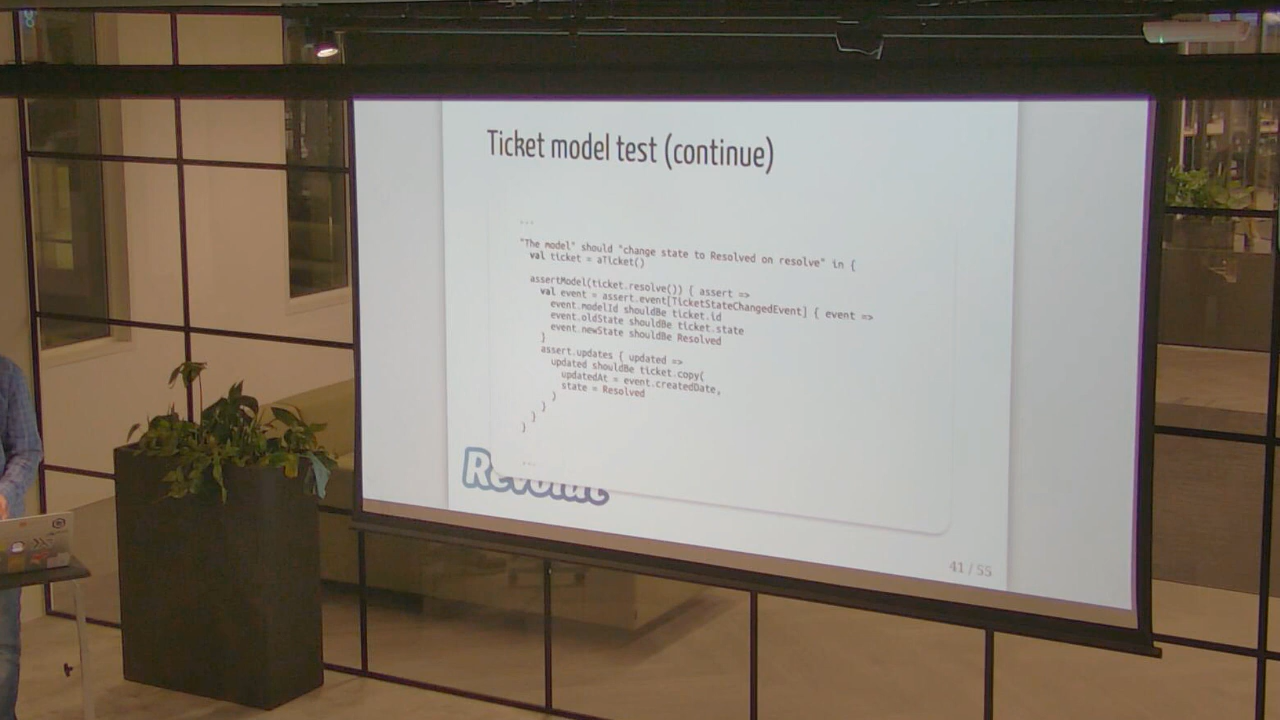 Ticket model test (continue)
...
"The model" should "change state to Resolved on resolve" in {
val ticket = aTicket()
assertModel(ticket.resolve()) { assert =>
val event = assert.event[TicketStateChangedEvent] { event =>
event.modelId shouldBe ticket.id
event.oldState shouldBe ticket.state
event.newState shouldBe Resolved
}
assert.updates { updated =>
updated shouldBe ticket.copy(
updatedAt = event.createdDate,
state = Resolved
)
}
}
}
...
Revolut
41 / 55